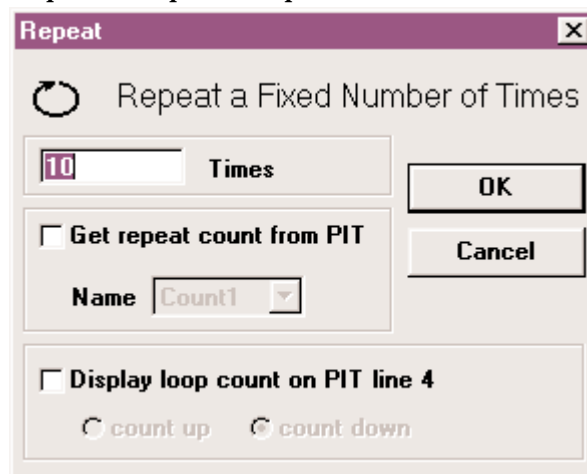 Repeat
Repeat a Fixed Number of Times
10 Times
OK
Get repeat count from PIT
Cancel
Name Count1
Display loop count on PIT line 4
count up count down